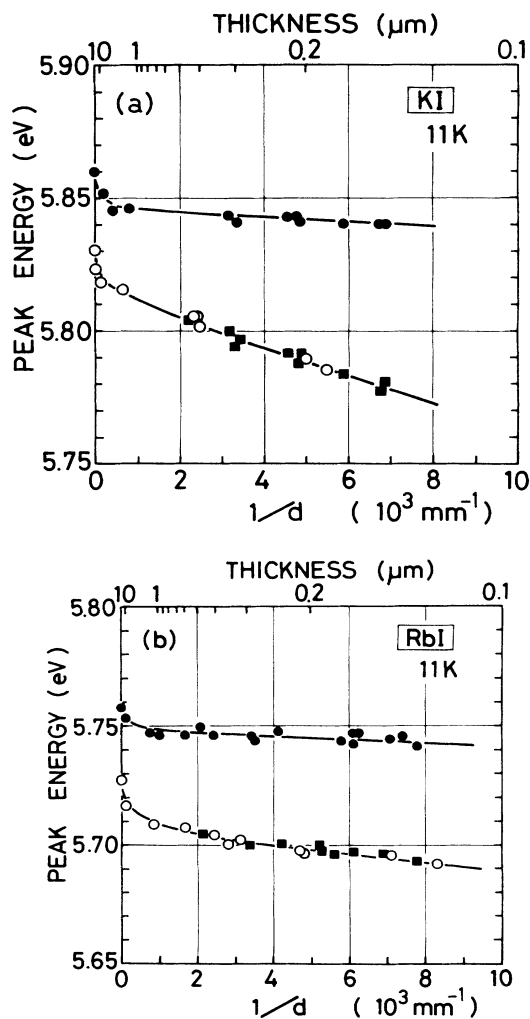 THICKNESS (μm)
10 1 0.2 0.1
5.90
(a) KI
11K
5.85
5.80
5.75
PEAK ENERGY (eV)
0 2 4 6 8 10
1/d (10³ mm⁻¹)
THICKNESS (μm)
10 1 0.2 0.1
5.80
(b) RbI
11K
5.75
5.70
5.65
PEAK ENERGY (eV)
0 2 4 6 8 10
1/d (10³ mm⁻¹)